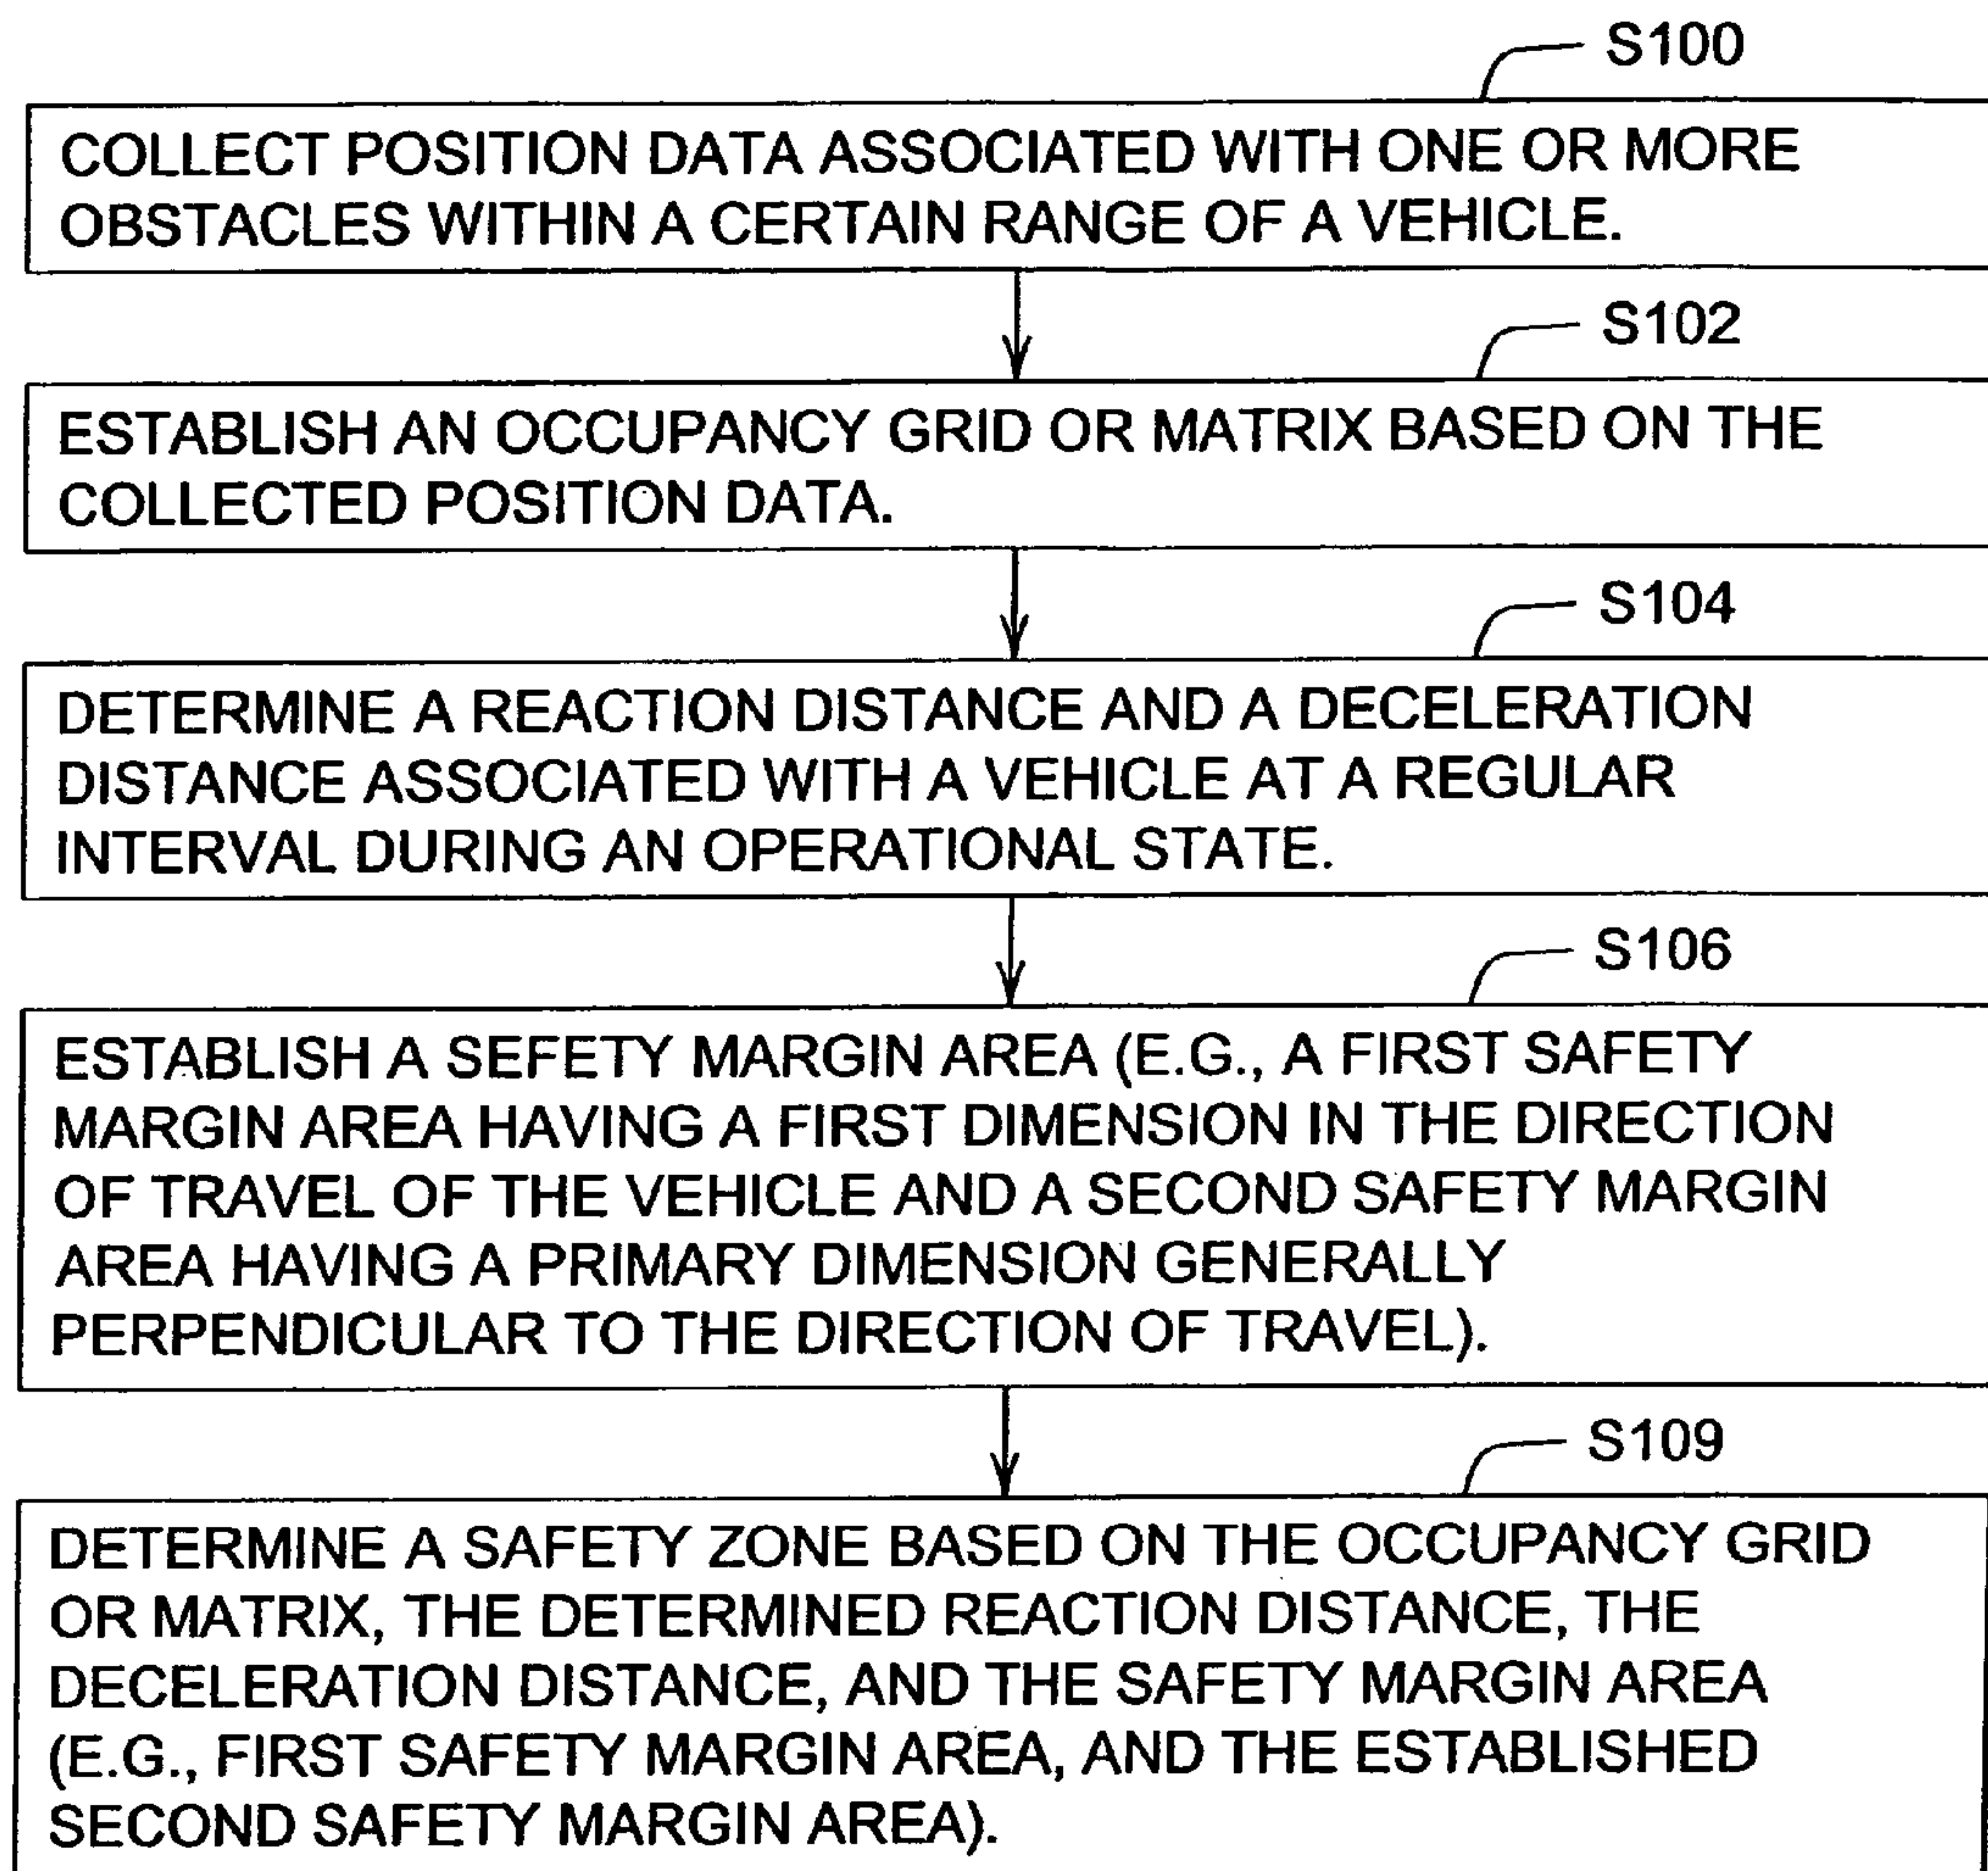 S100
COLLECT POSITION DATA ASSOCIATED WITH ONE OR MORE
OBSTACLES WITHIN A CERTAIN RANGE OF A VEHICLE.
S102
ESTABLISH AN OCCUPANCY GRID OR MATRIX BASED ON THE
COLLECTED POSITION DATA.
S104
DETERMINE A REACTION DISTANCE AND A DECELERATION
DISTANCE ASSOCIATED WITH A VEHICLE AT A REGULAR
INTERVAL DURING AN OPERATIONAL STATE.
S106
ESTABLISH A SEFETY MARGIN AREA (E.G., A FIRST SAFETY
MARGIN AREA HAVING A FIRST DIMENSION IN THE DIRECTION
OF TRAVEL OF THE VEHICLE AND A SECOND SAFETY MARGIN
AREA HAVING A PRIMARY DIMENSION GENERALLY
PERPENDICULAR TO THE DIRECTION OF TRAVEL).
S109
DETERMINE A SAFETY ZONE BASED ON THE OCCUPANCY GRID
OR MATRIX, THE DETERMINED REACTION DISTANCE, THE
DECELERATION DISTANCE, AND THE SAFETY MARGIN AREA
(E.G., FIRST SAFETY MARGIN AREA, AND THE ESTABLISHED
SECOND SAFETY MARGIN AREA).